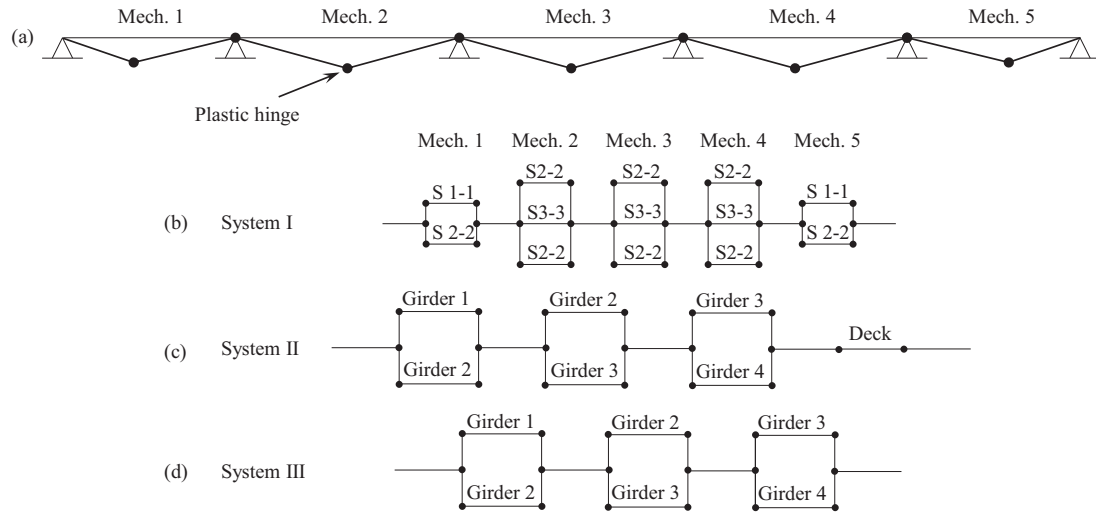 Mech. 1 Mech. 2 Mech. 3 Mech. 4 Mech. 5
(a)
Plastic hinge
Mech. 1 Mech. 2 Mech. 3 Mech. 4 Mech. 5
S2-2 S2-2 S2-2
S 1-1 S 1-1
(b) System I S3-3 S3-3 S3-3
S 2-2 S 2-2
S2-2 S2-2 S2-2
Girder 1 Girder 2 Girder 3
(c) System II Deck
Girder 2 Girder 3 Girder 4
Girder 1 Girder 2 Girder 3
(d) System III
Girder 2 Girder 3 Girder 4